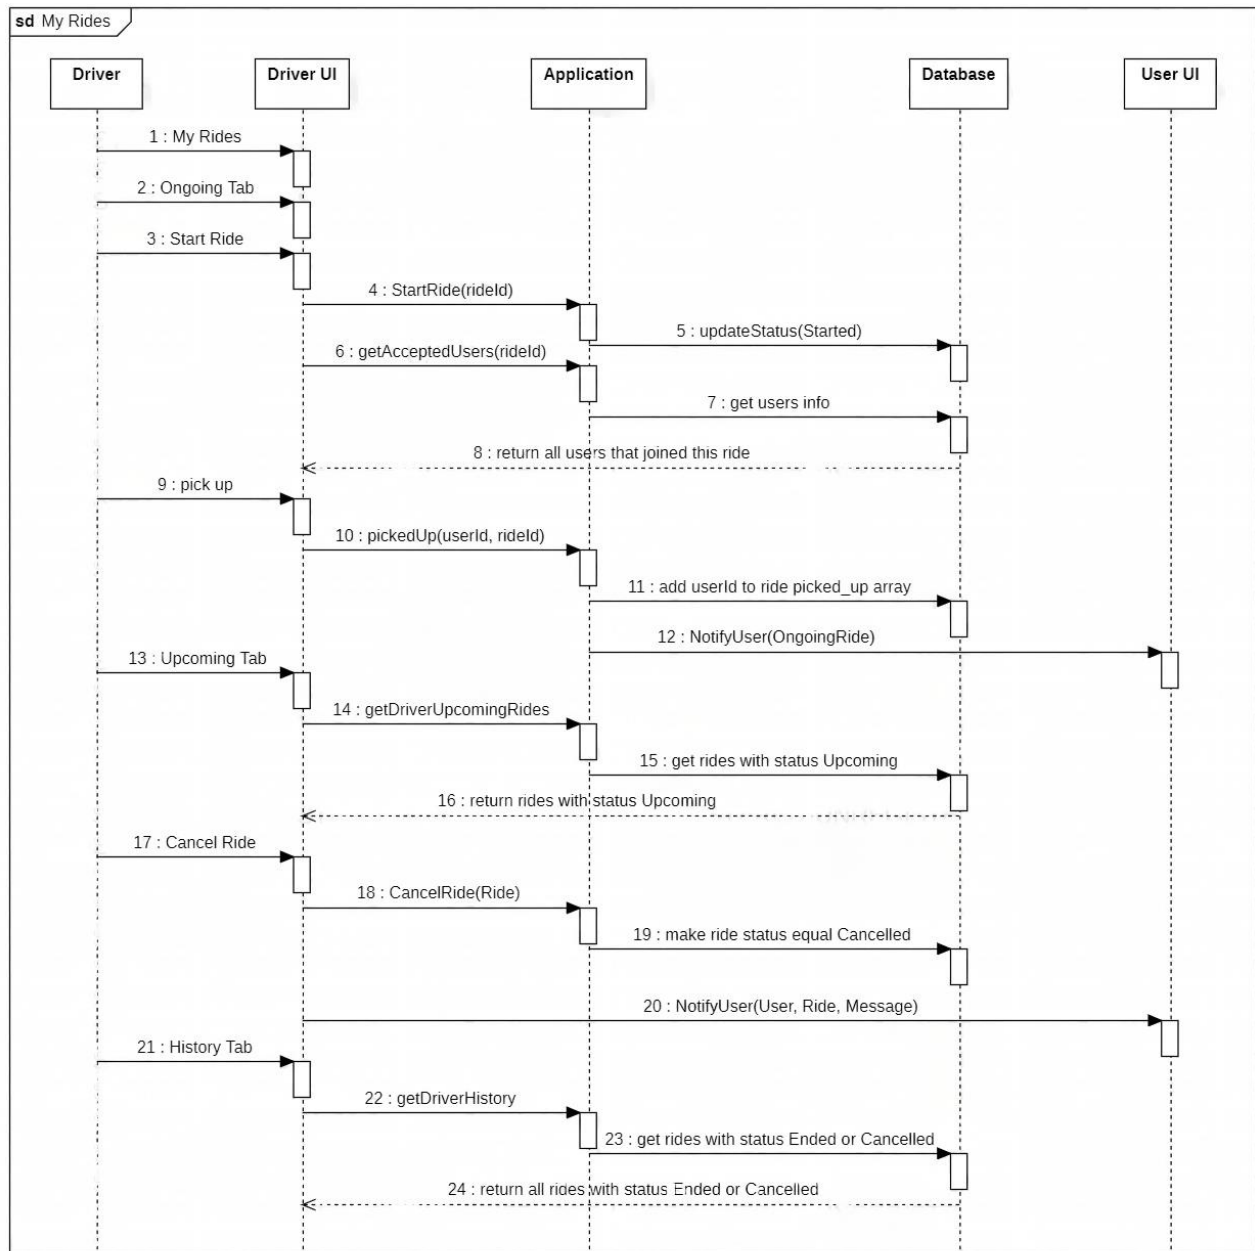 sd My Rides
Driver
Driver UI
Application
Database
User UI
1 : My Rides
2 : Ongoing Tab
3 : Start Ride
4 : StartRide(rideId)
5 : updateStatus(Started)
6 : getAcceptedUsers(rideId)
7 : get users info
8 : return all users that joined this ride
9 : pick up
10 : pickedUp(userId, rideId)
11 : add userId to ride picked_up array
12 : NotifyUser(OngoingRide)
13 : Upcoming Tab
14 : getDriverUpcomingRides
15 : get rides with status Upcoming
16 : return rides with status Upcoming
17 : Cancel Ride
18 : CancelRide(Ride)
19 : make ride status equal Cancelled
20 : NotifyUser(User, Ride, Message)
21 : History Tab
22 : getDriverHistory
23 : get rides with status Ended or Cancelled
24 : return all rides with status Ended or Cancelled